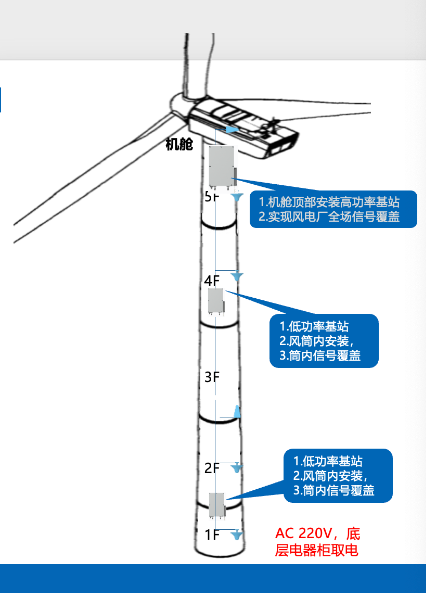 机舱
5F
1.机舱顶部安装高功率基站
2.实现风电厂全场信号覆盖
4F
1.低功率基站
2.风筒内安装，
3.筒内信号覆盖
3F
2F
1.低功率基站
2.风筒内安装，
3.筒内信号覆盖
1F
AC 220V，底
层电器柜取电